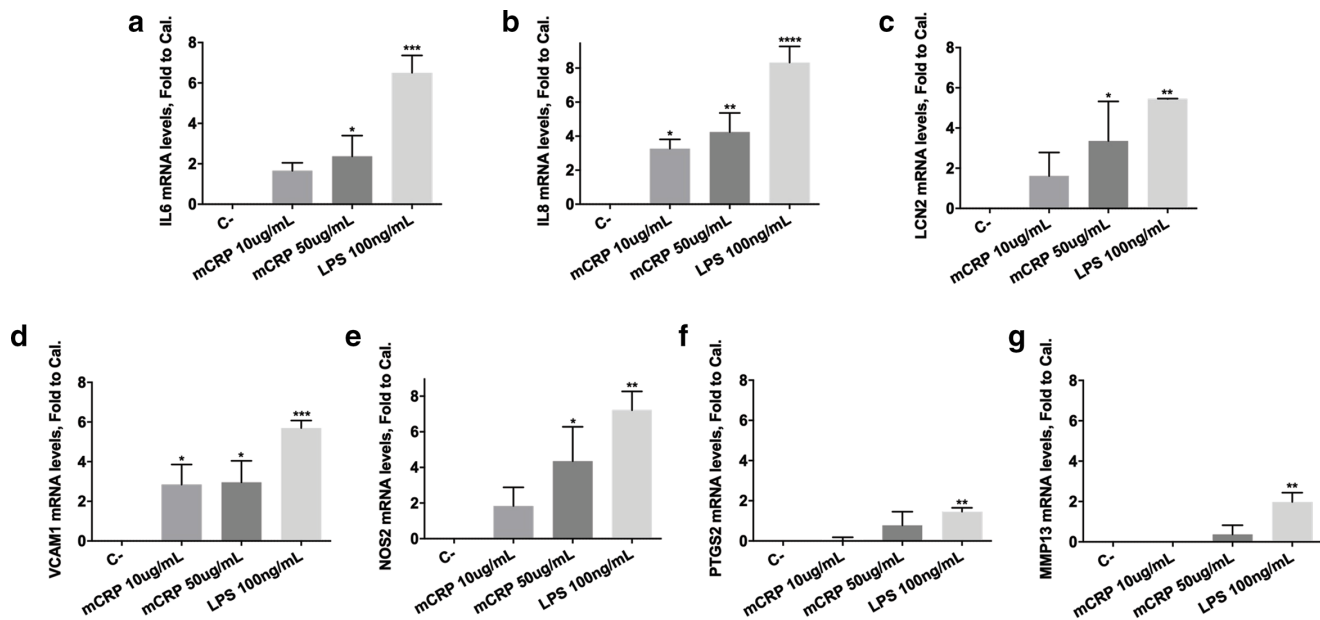 a
IL6 mRNA levels, Fold to Cal.
8
6
4
2
0
***
*
C-
mCRP 10ug/mL
mCRP 50ug/mL
LPS 100ng/mL
b
IL8 mRNA levels, Fold to Cal.
8
6
4
2
0
****
**
*
C-
mCRP 10ug/mL
mCRP 50ug/mL
LPS 100ng/mL
c
LCN2 mRNA levels, Fold to Cal.
8
6
4
2
0
*
**
C-
mCRP 10ug/mL
mCRP 50ug/mL
LPS 100ng/mL
d
VCAM1 mRNA levels, Fold to Cal.
8
6
4
2
0
***
*
*
C-
mCRP 10ug/mL
mCRP 50ug/mL
LPS 100ng/mL
e
NOS2 mRNA levels, Fold to Cal.
8
6
4
2
0
**
*
C-
mCRP 10ug/mL
mCRP 50ug/mL
LPS 100ng/mL
f
PTGS2 mRNA levels, Fold to Cal.
8
6
4
2
0
**
C-
mCRP 10ug/mL
mCRP 50ug/mL
LPS 100ng/mL
g
MMP13 mRNA levels, Fold to Cal.
8
6
4
2
0
**
C-
mCRP 10ug/mL
mCRP 50ug/mL
LPS 100ng/mL